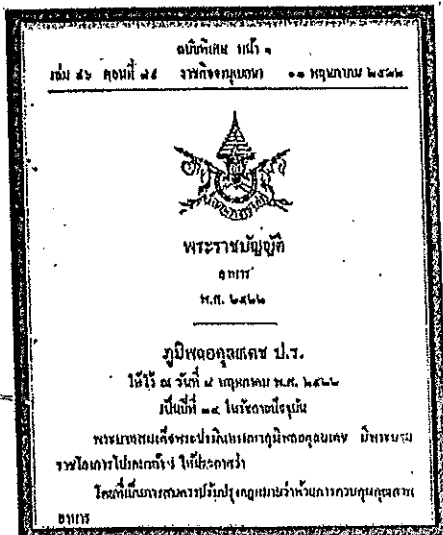 ฉบับพิเศษ หน้า ๑
เล่ม ๙๖ ตอนที่ ๗๙ ราชกิจจานุเบกษา ๑๓ พฤษภาคม ๒๕๒๒
พระราชบัญญัติ
อาหาร
พ.ศ. ๒๕๒๒
ภูมิพลอดุลยเดช ป.ร.
ให้ไว้ ณ วันที่ ๘ พฤษภาคม พ.ศ. ๒๕๒๒
เป็นปีที่ ๓๔ ในรัชกาลปัจจุบัน
พระบาทสมเด็จพระปรมินทรมหาภูมิพลอดุลยเดช มีพระบรม
ราชโองการโปรดเกล้าฯ ให้ประกาศว่า
โดยที่เป็นการสมควรปรับปรุงกฎหมายว่าด้วยการควบคุมคุณภาพ
อาหาร